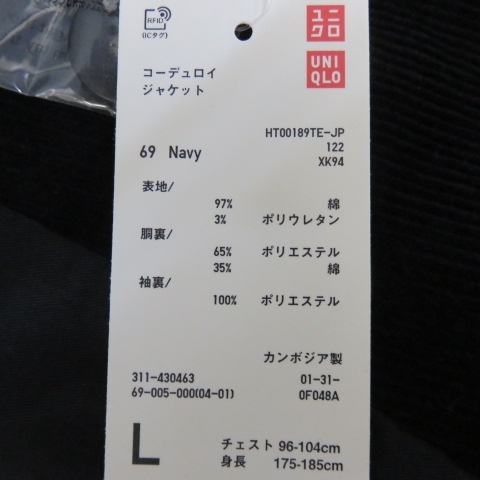 RFID
(ICタグ)
ユニ
クロ
UNI
QLO
コーデュロイ
ジャケット
HT00189TE-JP
69 Navy
122
XK94
表地/
97% 綿
3% ポリウレタン
胴裏/
65% ポリエステル
35% 綿
袖裏/
100% ポリエステル
カンボジア製
311-430463 01-31-
69-005-000(04-01) 0F048A
L
チェスト 96-104cm
身長 175-185cm